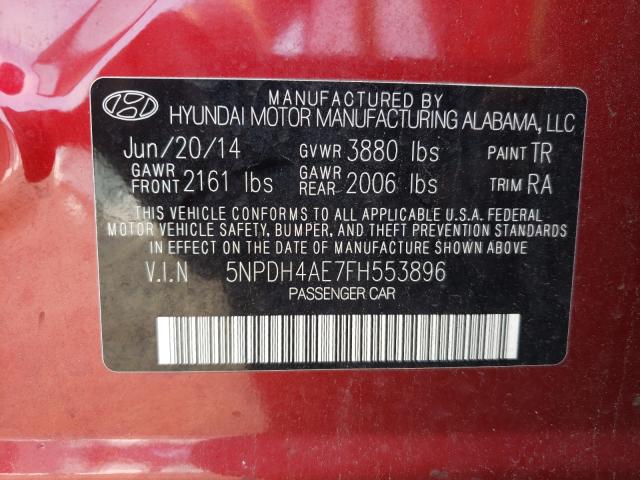 MANUFACTURED BY
HYUNDAI MOTOR MANUFACTURING ALABAMA, LLC
Jun/20/14 GVWR 3880 lbs PAINT TR
GAWR FRONT 2161 lbs GAWR REAR 2006 lbs TRIM RA
THIS VEHICLE CONFORMS TO ALL APPLICABLE U.S.A. FEDERAL
MOTOR VEHICLE SAFETY, BUMPER, AND THEFT PREVENTION
STANDARDS IN EFFECT ON THE DATE OF MANUFACTURE SHOWN ABOVE.
V.I.N 5NPDH4AE7FH553896
PASSENGER CAR